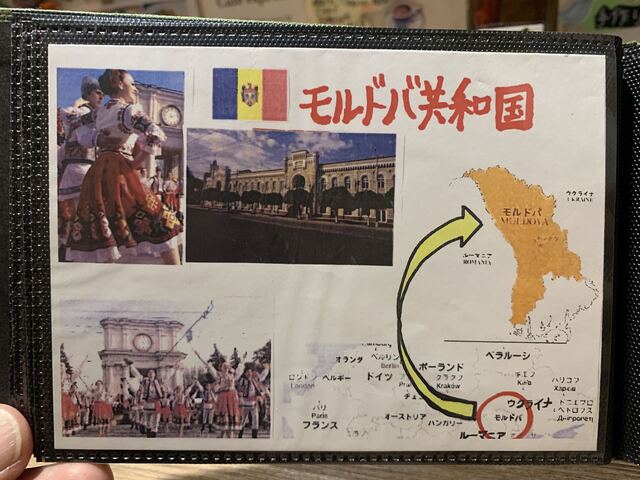 モルドバ共和国
ウクライナ
UKRAINE
モルドバ
MOLDOVA
ルーマニア
ROMANIA
オランダ
ベルリン
Berlin
ベラルーシ
ロンドン
London
ベルギー
ドイツ
ポーランド
クラクフ
Kraków
キエフ
ハリコフ
パリ
Paris
フランス
オーストリア
ハンガリー
ウクライナ
モルドバ
ルーマニア